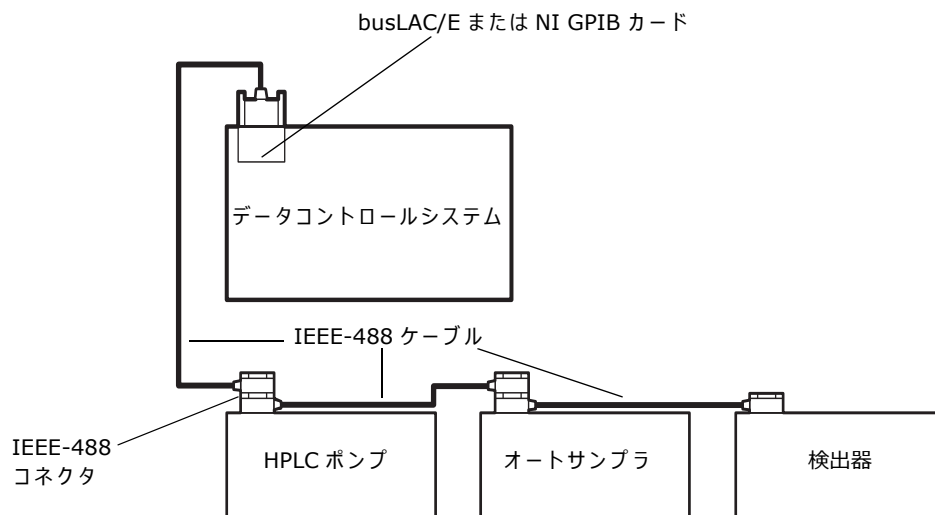 busLAC/E または NI GPIB カード
データコントロールシステム
IEEE-488 ケーブル
IEEE-488
コネクタ
HPLC ポンプ
オートサンプラ
検出器